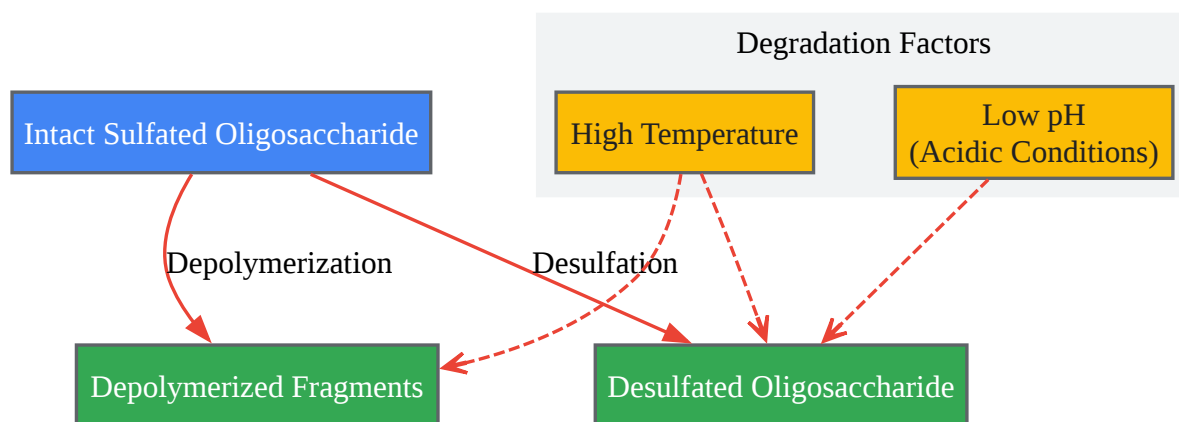 Degradation Factors
Intact Sulfated Oligosaccharide
High Temperature
Low pH
(Acidic Conditions)
Depolymerization
Desulfation
Depolymerized Fragments
Desulfated Oligosaccharide